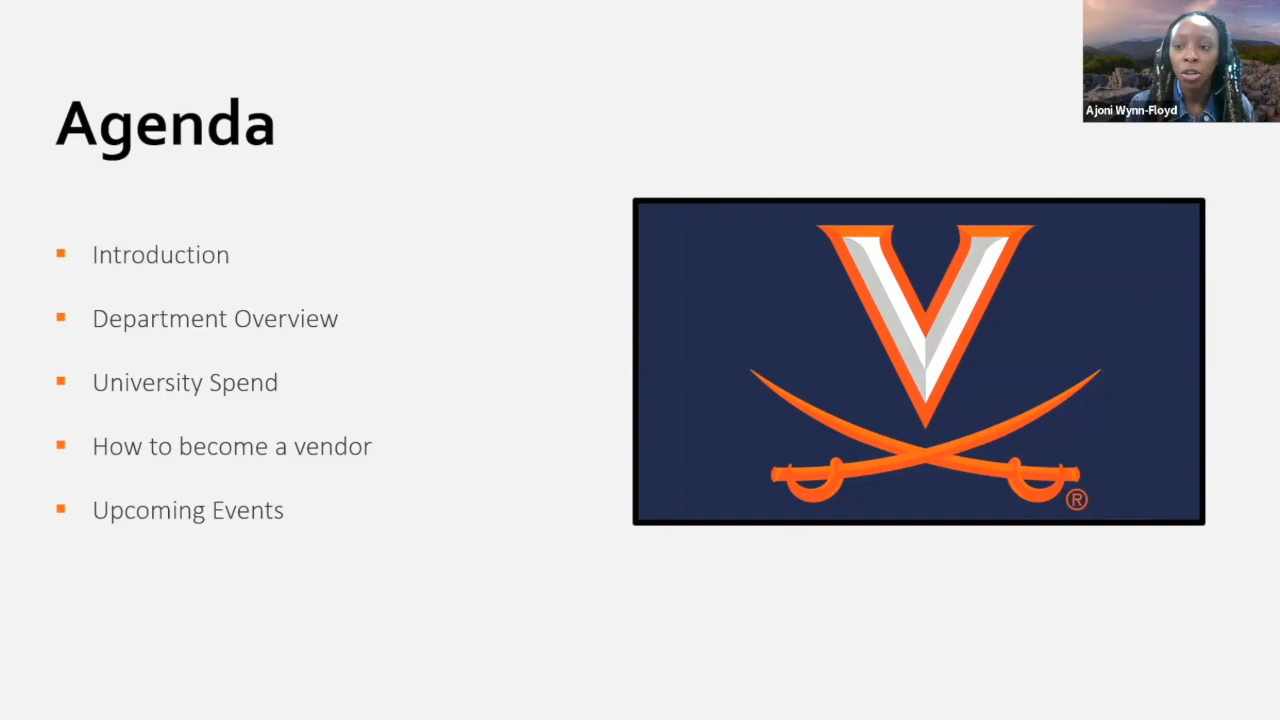 Agenda
Ajoni Wynn-Floyd
Introduction
Department Overview
University Spend
How to become a vendor
Upcoming Events
V
®